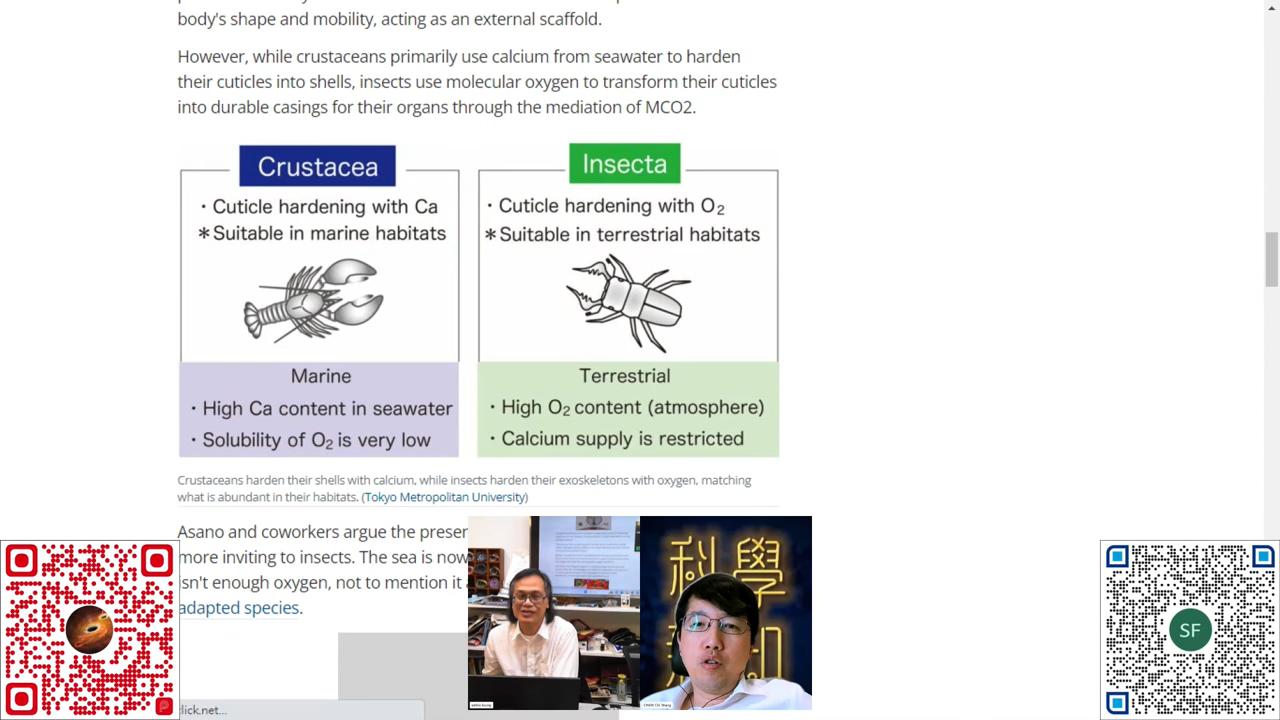 body's shape and mobility, acting as an external scaffold.
However, while crustaceans primarily use calcium from seawater to harden
their cuticles into shells, insects use molecular oxygen to transform their cuticles
into durable casings for their organs through the mediation of MCO2.
Crustacea
・Cuticle hardening with Ca
*Suitable in marine habitats
Marine
・High Ca content in seawater
・Solubility of O₂ is very low
Insecta
・Cuticle hardening with O₂
*Suitable in terrestrial habitats
Terrestrial
・High O₂ content (atmosphere)
・Calcium supply is restricted
Crustaceans harden their shells with calcium, while insects harden their exoskeletons with oxygen, matching
what is abundant in their habitats. (Tokyo Metropolitan University)
Asano and coworkers argue the preser
more inviting to insects. The sea is now
isn't enough oxygen, not to mention it
adapted species.
click.net...
科學
SF